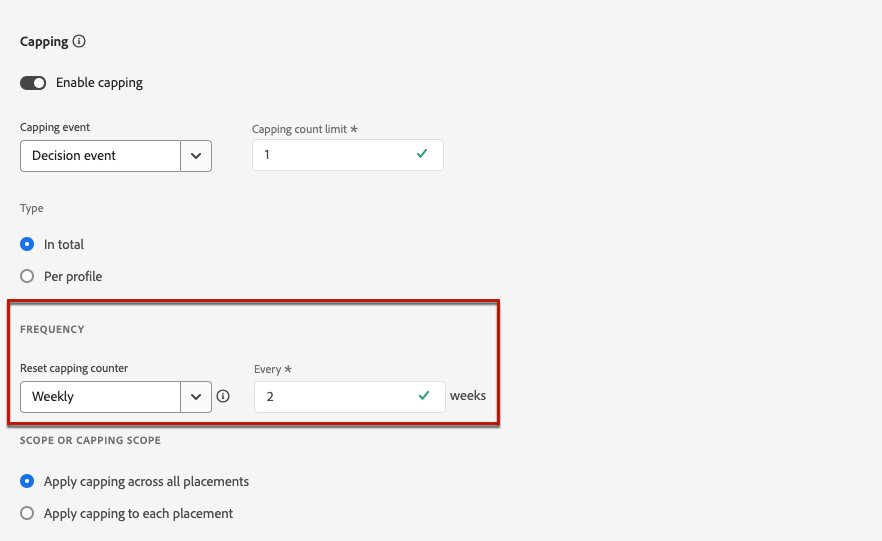 Capping
Enable capping
Capping event
Capping count limit *
Decision event
1
Type
In total
Per profile
FREQUENCY
Reset capping counter
Every *
Weekly
2
weeks
SCOPE OR CAPPING SCOPE
Apply capping across all placements
Apply capping to each placement